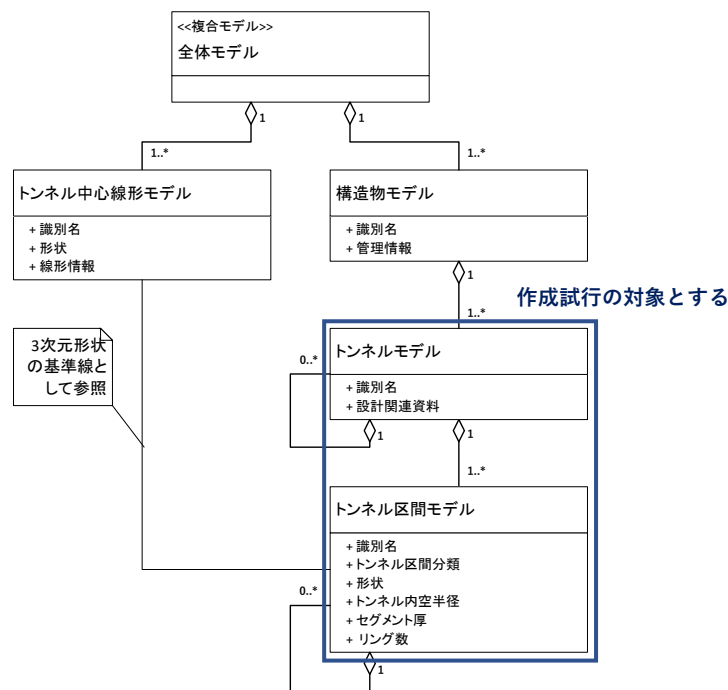 <<複合モデル>>
全体モデル
1
1
1..*
1..*
トンネル中心線形モデル
+ 識別名
+ 形状
+ 線形情報
構造物モデル
+ 識別名
+ 管理情報
1
作成試行の対象とする
1..*
3次元形状
の基準線と
して参照
0..*
トンネルモデル
+ 識別名
+ 設計関連資料
1
1
1..*
トンネル区間モデル
+ 識別名
+ トンネル区間分類
+ 形状
+ トンネル内空半径
+ セグメント厚
+ リング数
0..*
1